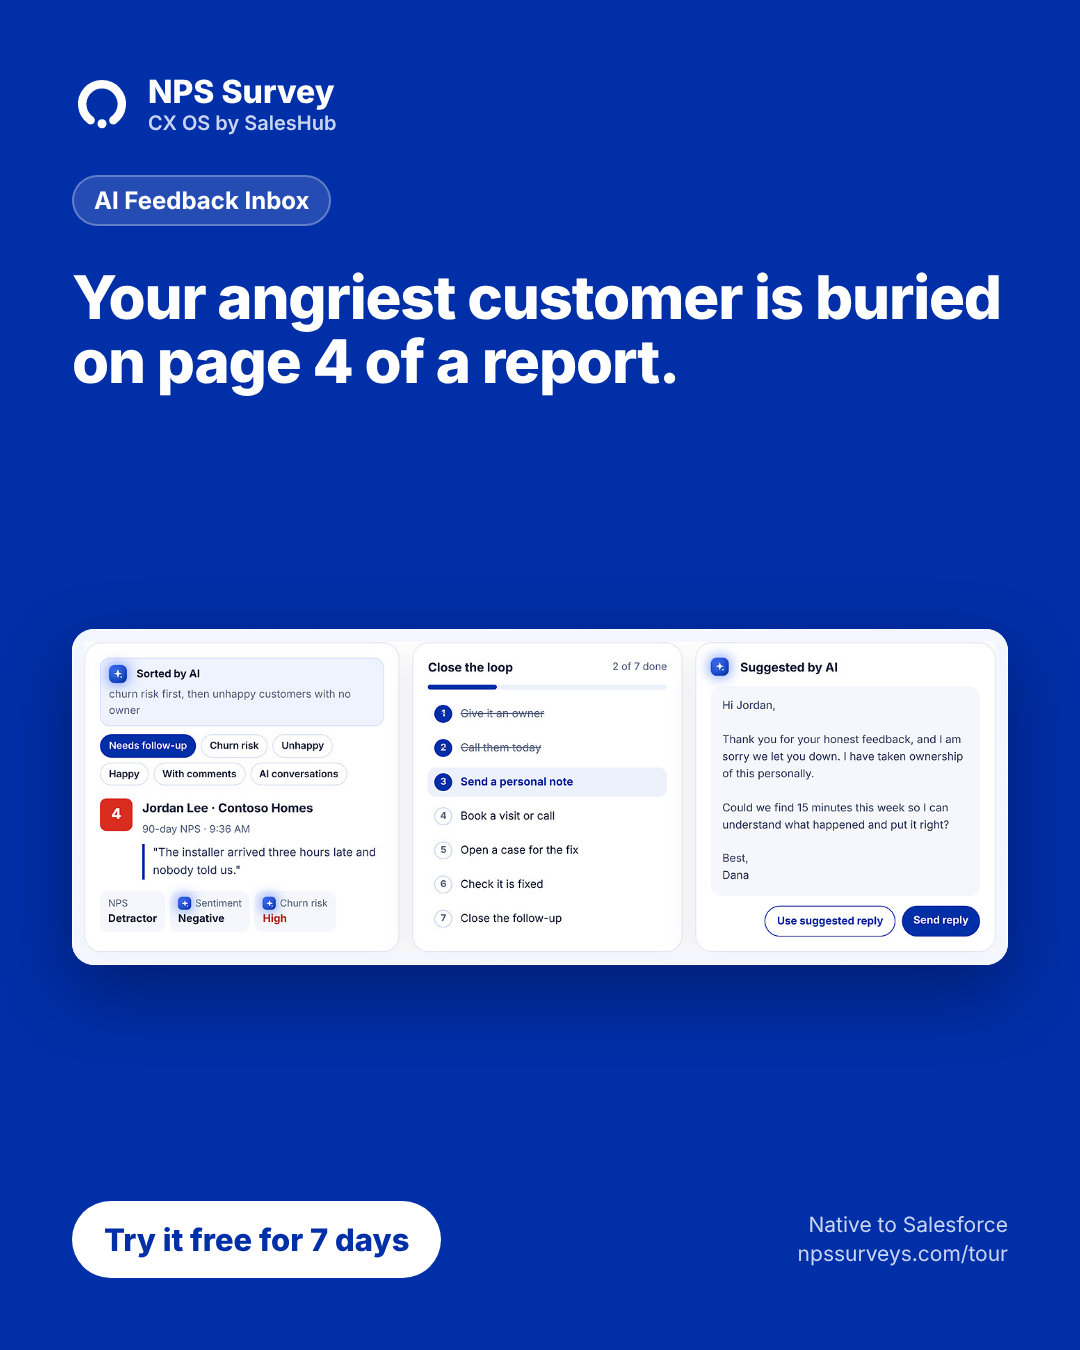 NPS Survey
CX OS by SalesHub
AI Feedback Inbox
Your angriest customer is buried
on page 4 of a report.
Sorted by AI
churn risk first, then unhappy customers with no
owner
Needs follow-up
Churn risk
Unhappy
Happy
With comments
AI conversations
4
Jordan Lee · Contoso Homes
90-day NPS · 9:36 AM
"The installer arrived three hours late and
nobody told us."
NPS
Detractor
Sentiment
Negative
Churn risk
High
Close the loop
2 of 7 done
1 Give it an owner
2 Call them today
3 Send a personal note
4 Book a visit or call
5 Open a case for the fix
6 Check it is fixed
7 Close the follow-up
Suggested by AI
Hi Jordan,
Thank you for your honest feedback, and I am
sorry we let you down. I have taken ownership
of this personally.
Could we find 15 minutes this week so I can
understand what happened and put it right?
Best,
Dana
Use suggested reply
Send reply
Try it free for 7 days
Native to Salesforce
npssurveys.com/tour